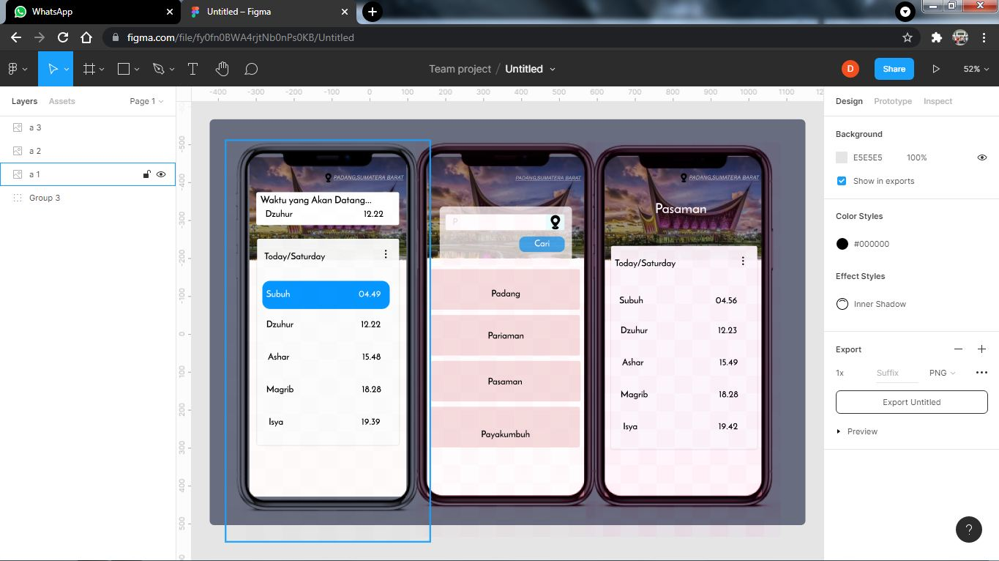 WhatsApp
Untitled – Figma
figma.com/file/fy0fn0BWA4rjtNb0nPs0KB/Untitled
Team project / Untitled
D
Share
52%
Layers
Assets
Page 1
a 3
a 2
a 1
Group 3
-400 -300 -200 -100 0 100 200 300 400 500 600 700 800 900 1000 1100
-500
-400
-300
-200
-100
0
100
200
300
400
500
PADANG,SUMATERA BARAT
Waktu yang Akan Datang...
Dzuhur 12.22
Today/Saturday
Subuh 04.49
Dzuhur 12.22
Ashar 15.48
Magrib 18.28
Isya 19.39
PADANG,SUMATERA BARAT
P
Cari
Padang
Pariaman
Pasaman
Payakumbuh
PADANG,SUMATERA BARAT
Pasaman
Today/Saturday
Subuh 04.56
Dzuhur 12.23
Ashar 15.49
Magrib 18.28
Isya 19.42
Design
Prototype
Inspect
Background
E5E5E5 100%
Show in exports
Color Styles
#000000
Effect Styles
Inner Shadow
Export
1x Suffix PNG
Export Untitled
Preview
?